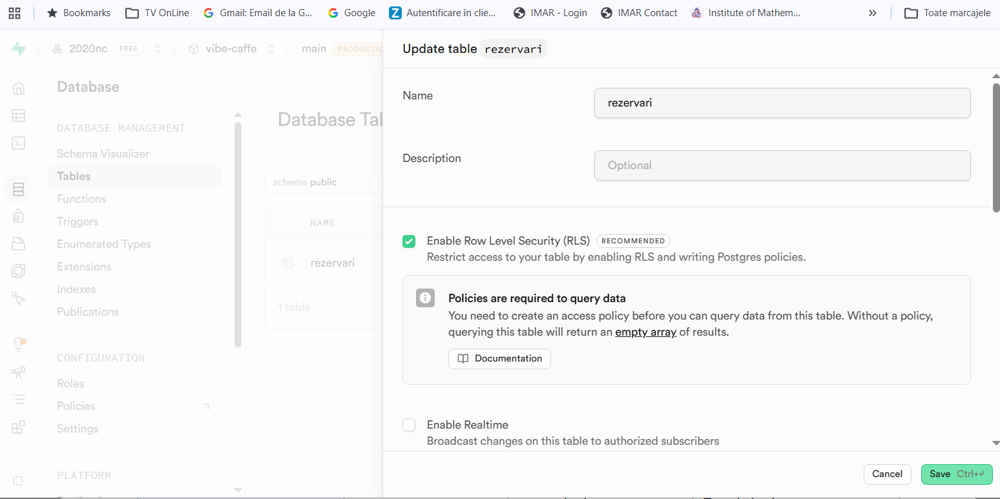 Bookmarks TV OnLine Gmail: Email de la G... Google Autentificare în clie... IMAR - Login IMAR Contact Institute of Mathem... » Toate marcajele
/ 2020nc FREE / vibe-caffe / main PRODUCTIO
Database
DATABASE MANAGEMENT
Schema Visualizer
Tables
Functions
Triggers
Enumerated Types
Extensions
Indexes
Publications
CONFIGURATION
Roles
Policies
Settings
PLATFORM
Database Tab
schema public
NAME
rezervari
1 table
Update table rezervari
Name
rezervari
Description
Optional
Enable Row Level Security (RLS) RECOMMENDED
Restrict access to your table by enabling RLS and writing Postgres policies.
Policies are required to query data
You need to create an access policy before you can query data from this table. Without a policy,
querying this table will return an empty array of results.
Documentation
Enable Realtime
Broadcast changes on this table to authorized subscribers
Cancel
Save Ctrl+⏎